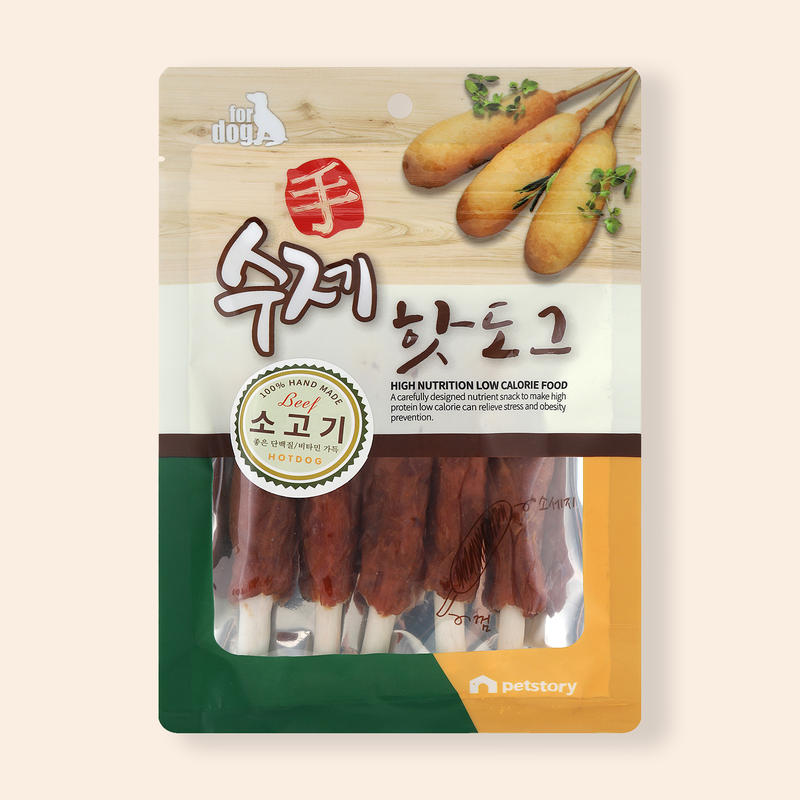 for
dog
手
수제
핫도그
HIGH NUTRITION LOW CALORIE FOOD
A carefully designed nutrient snack to make high
protein low calorie can relieve stress and obesity
prevention.
100% HAND MADE
Beef
소고기
좋은 단백질/비타민 가득
HOTDOG
소세지
껌
petstory